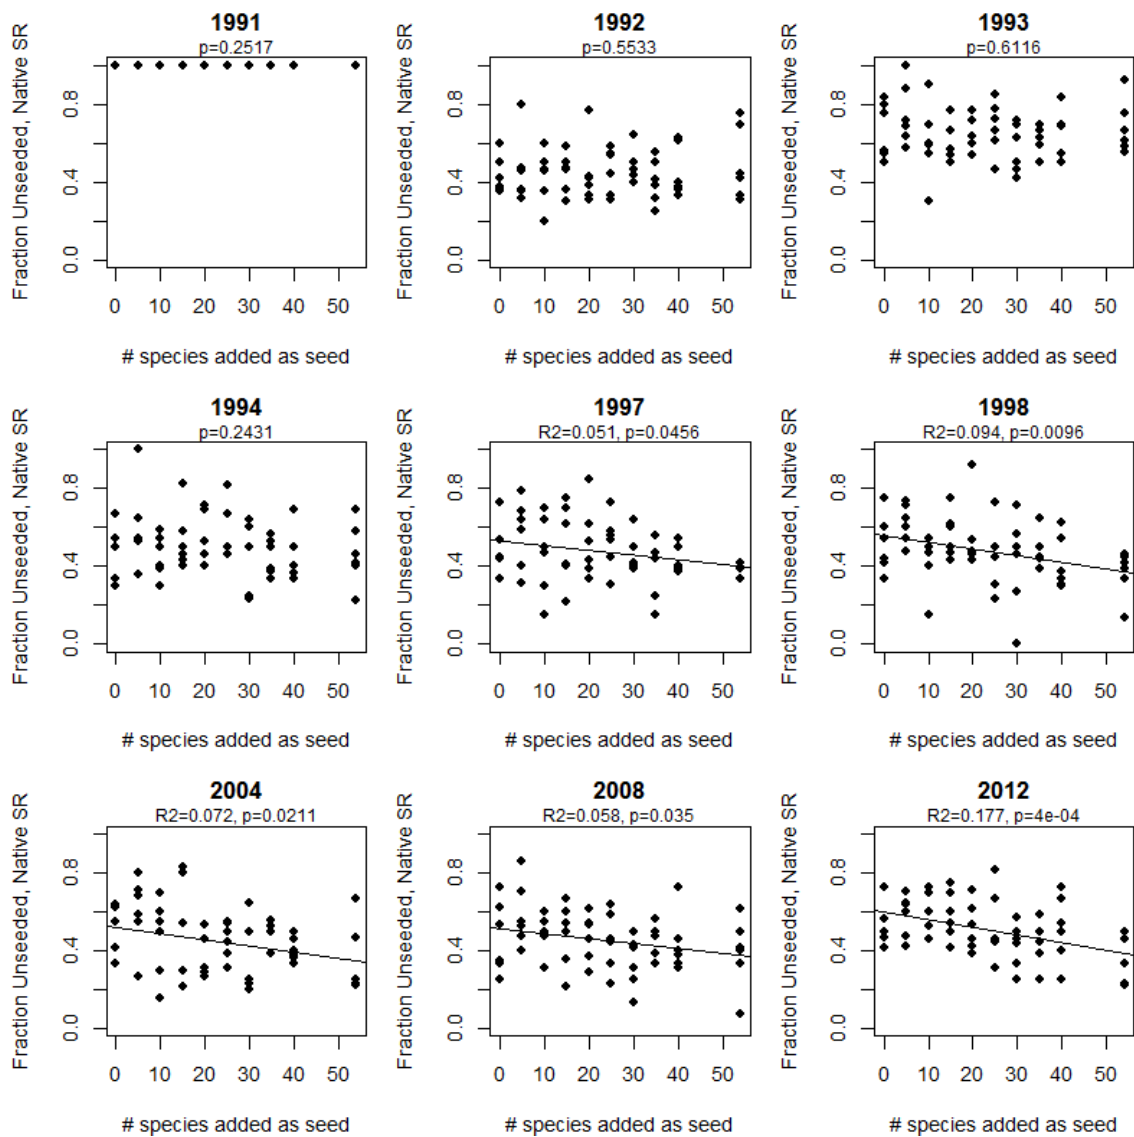 1991
p=0.2517
Fraction Unseeded, Native SR
0.0 0.4 0.8
0 10 20 30 40 50
# species added as seed
1992
p=0.5533
Fraction Unseeded, Native SR
0.0 0.4 0.8
0 10 20 30 40 50
# species added as seed
1993
p=0.6116
Fraction Unseeded, Native SR
0.0 0.4 0.8
0 10 20 30 40 50
# species added as seed
1994
p=0.2431
Fraction Unseeded, Native SR
0.0 0.4 0.8
0 10 20 30 40 50
# species added as seed
1997
R2=0.051, p=0.0456
Fraction Unseeded, Native SR
0.0 0.4 0.8
0 10 20 30 40 50
# species added as seed
1998
R2=0.094, p=0.0096
Fraction Unseeded, Native SR
0.0 0.4 0.8
0 10 20 30 40 50
# species added as seed
2004
R2=0.072, p=0.0211
Fraction Unseeded, Native SR
0.0 0.4 0.8
0 10 20 30 40 50
# species added as seed
2008
R2=0.058, p=0.035
Fraction Unseeded, Native SR
0.0 0.4 0.8
0 10 20 30 40 50
# species added as seed
2012
R2=0.177, p=4e-04
Fraction Unseeded, Native SR
0.0 0.4 0.8
0 10 20 30 40 50
# species added as seed